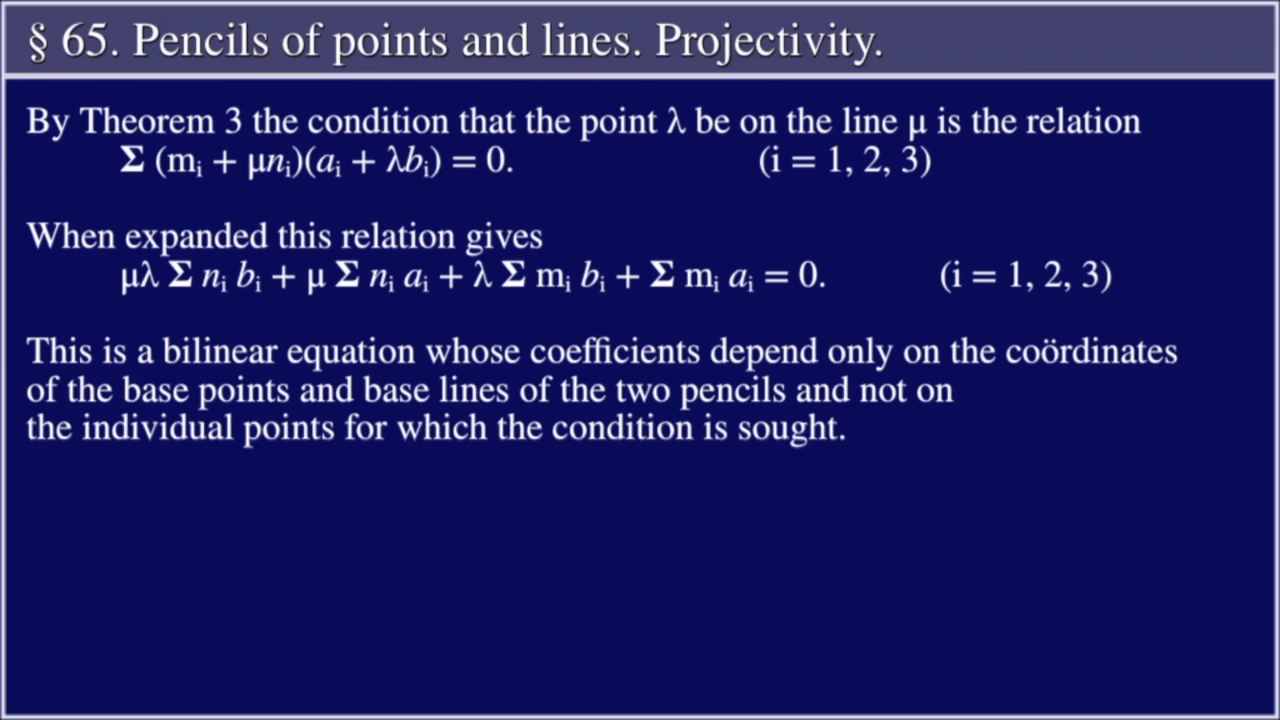 § 65. Pencils of points and lines. Projectivity.
By Theorem 3 the condition that the point λ be on the line μ is the relation
Σ (mᵢ + μnᵢ)(aᵢ + λbᵢ) = 0. (i = 1, 2, 3)
When expanded this relation gives
μλ Σ nᵢ bᵢ + μ Σ nᵢ aᵢ + λ Σ mᵢ bᵢ + Σ mᵢ aᵢ = 0. (i = 1, 2, 3)
This is a bilinear equation whose coefficients depend only on the coördinates
of the base points and base lines of the two pencils and not on
the individual points for which the condition is sought.